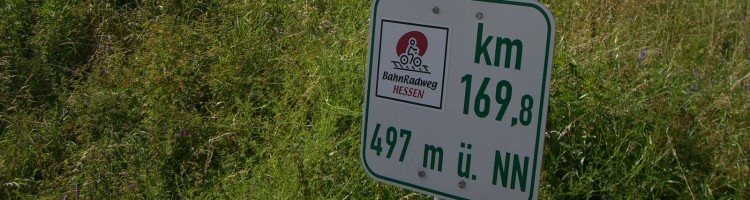 BahnRadweg
HESSEN
km
169,8
497 m ü. NN